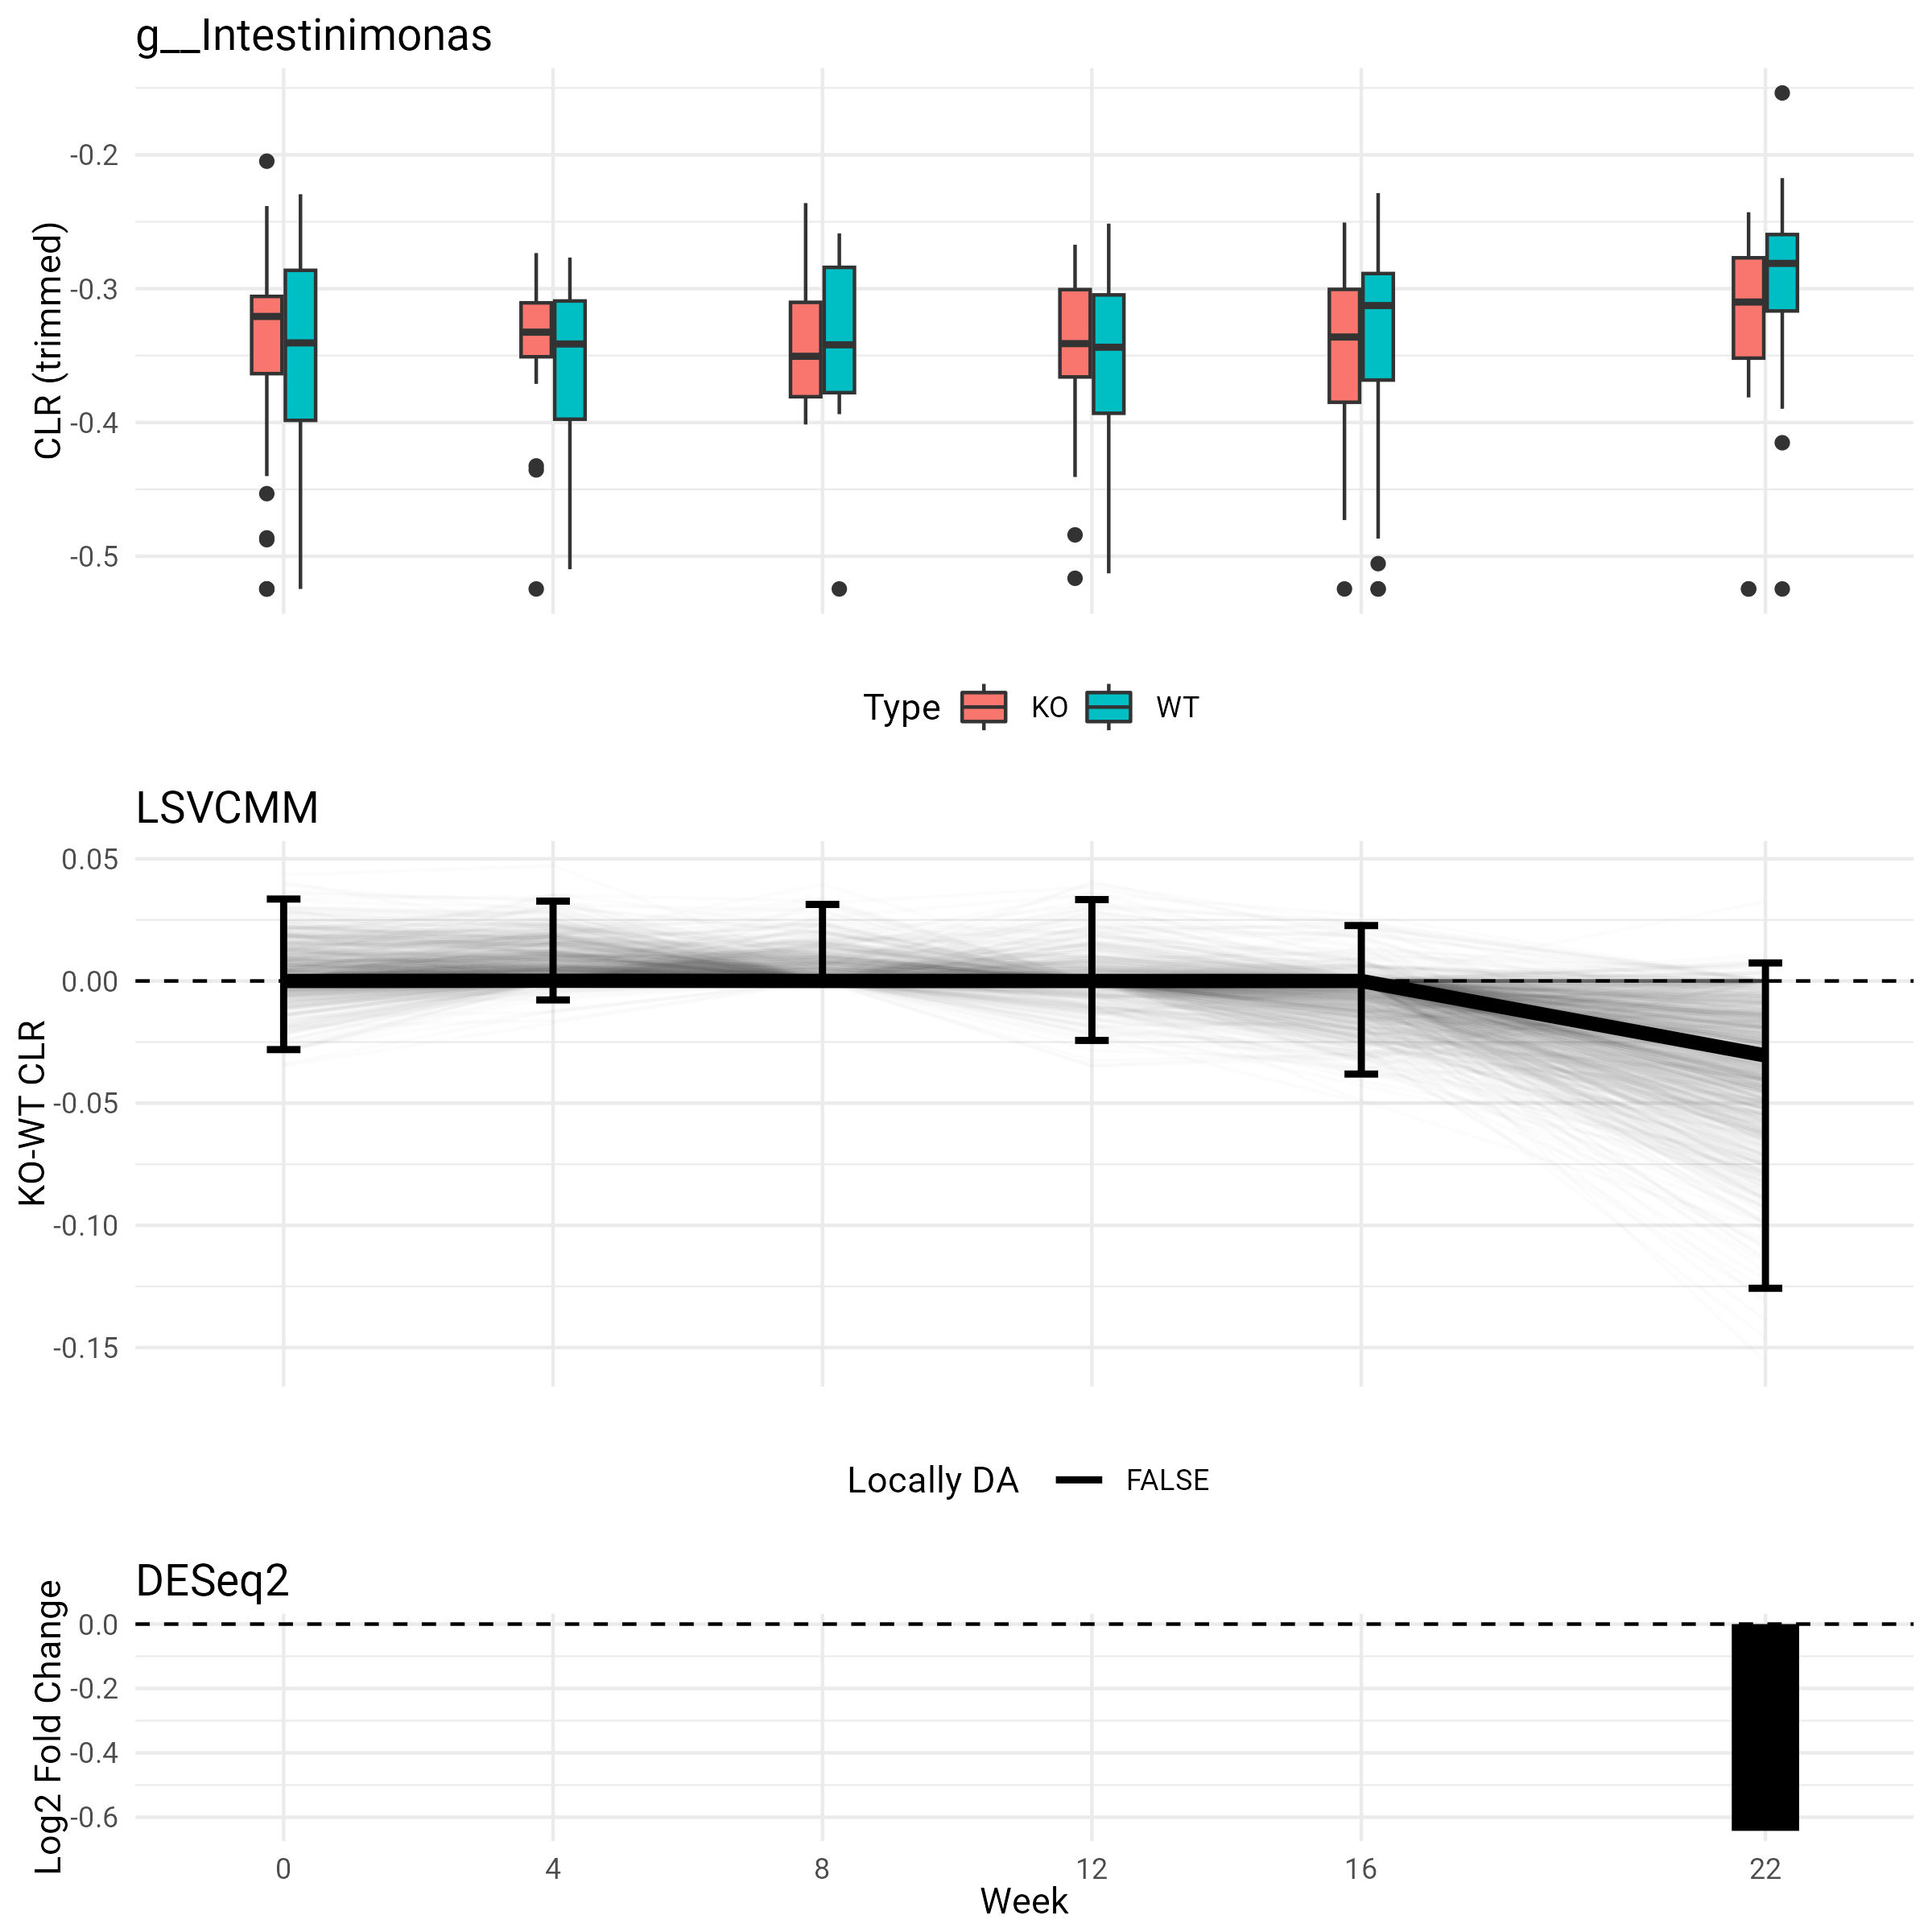 g__Intestinimonas
CLR (trimmed)
-0.2
-0.3
-0.4
-0.5
Type KO WT
LSVCMM
KO-WT CLR
0.05
0.00
-0.05
-0.10
-0.15
Locally DA FALSE
DESeq2
Log2 Fold Change
0.0
-0.2
-0.4
-0.6
0 4 8 12 16 22
Week